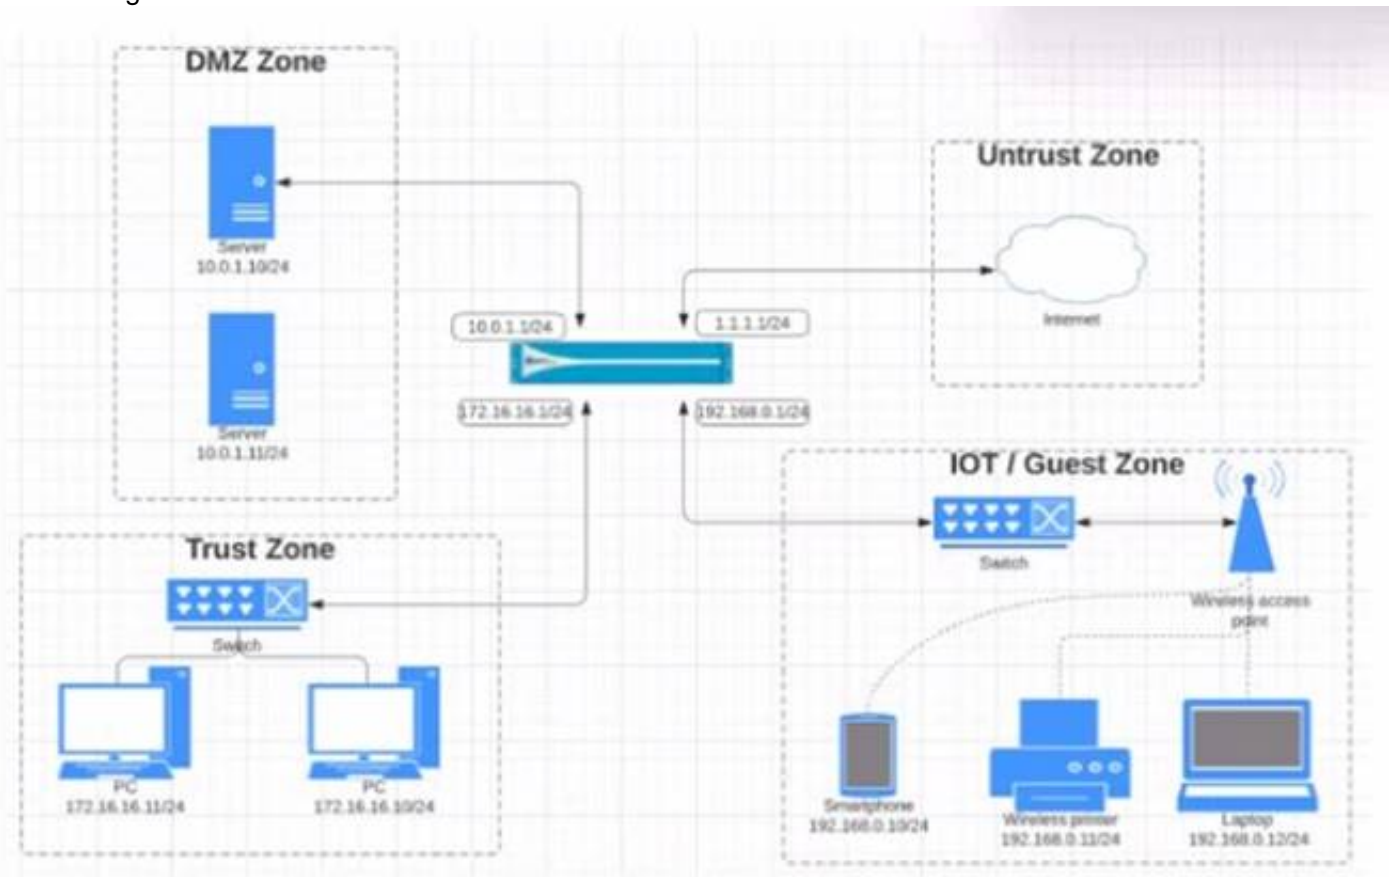 DMZ Zone
Server
10.0.1.10/24
Server
10.0.1.11/24
Untrust Zone
Internet
10.0.1.1/24
1.1.1.1/24
172.16.16.1/24
192.168.0.1/24
Trust Zone
Switch
PC
172.16.16.11/24
PC
172.16.16.10/24
IOT / Guest Zone
Switch
Wireless access
point
Smartphone
192.168.0.10/24
Wireless printer
192.168.0.11/24
Laptop
192.168.0.12/24